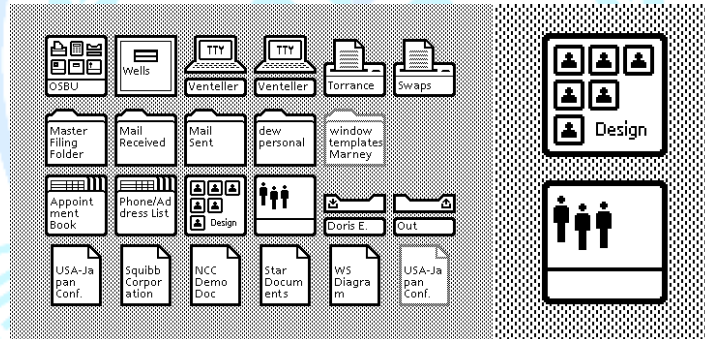 TTY
TTY
OSBU
Wells
Venteller
Venteller
Torrance
Swaps
Master
Filing
Folder
Mail
Received
Mail
Sent
dew
personal
window
templates
Marney
Appoint
ment
Book
Phone/Ad
dress List
Design
Doris E.
Out
USA-Ja
pan
Conf.
Squibb
Corpor
ation
NCC
Demo
Doc
Star
Docum
ents
WS
Diagra
m
USA-Ja
pan
Conf.
Design